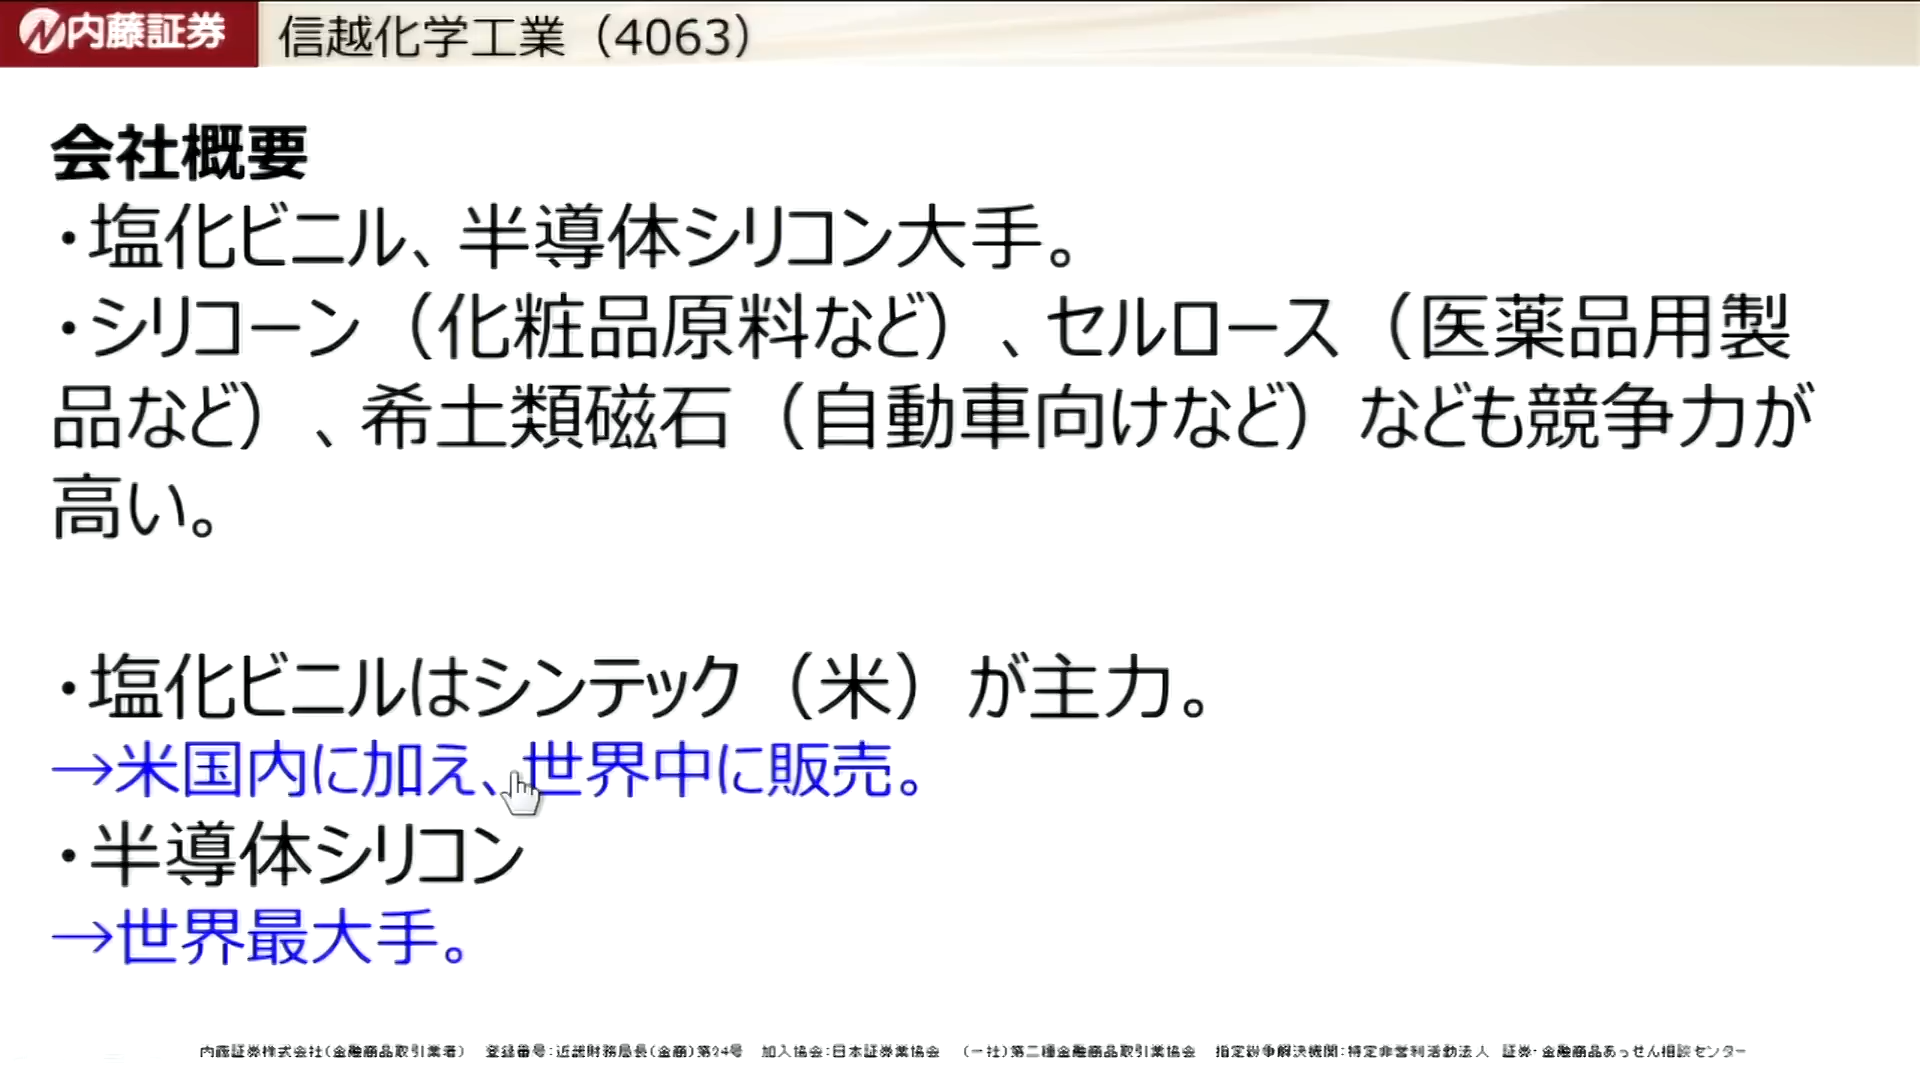 内藤証券 信越化学工業（4063）
会社概要
・塩化ビニル、半導体シリコン大手。
・シリコーン（化粧品原料など）、セルロース（医薬品用製
品など）、希土類磁石（自動車向けなど）なども競争力が
高い。
・塩化ビニルはシンテック（米）が主力。
→米国内に加え、世界中に販売。
・半導体シリコン
→世界最大手。
内藤証券株式会社（金融商品取引業者） 登録番号：近畿財務局長（金商）第24号 加入協会：日本証券業協会 （一社）第二種金融商品取引業協会 指定紛争解決機関：特定非営利活動法人 証券・金融商品あっせん相談センター